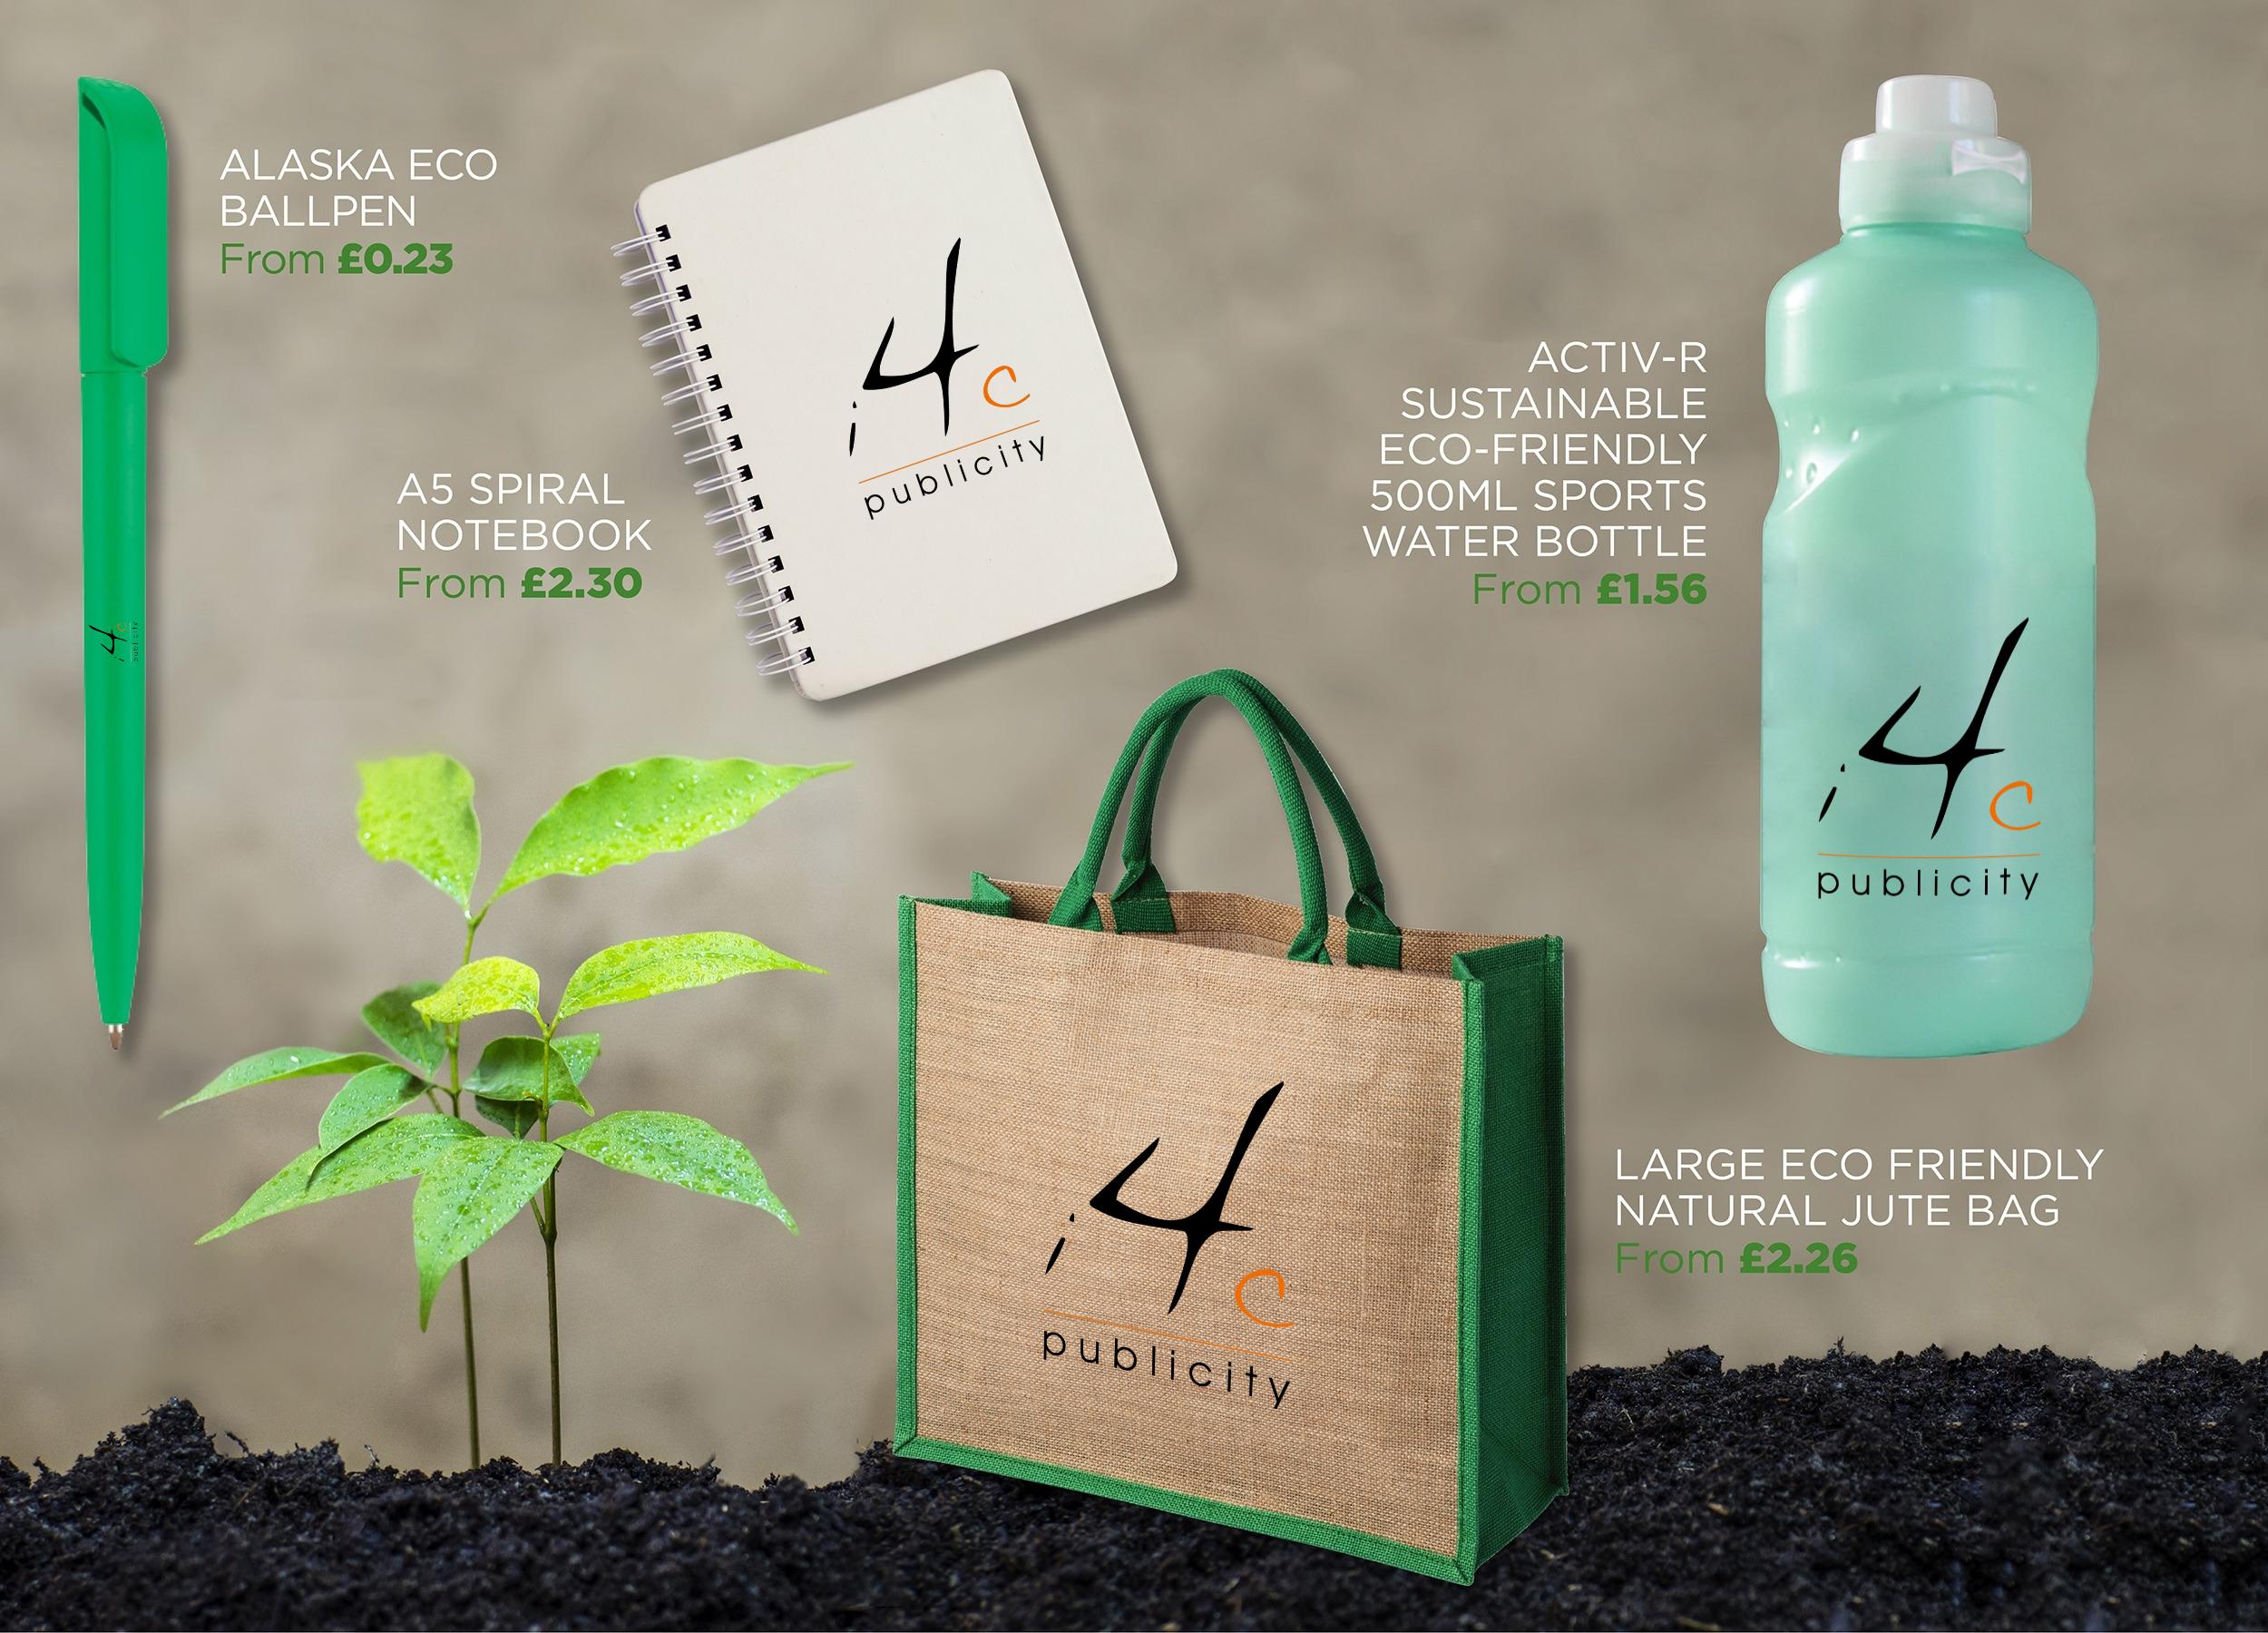 ALASKA ECO
BALLPEN
From £0.23
A5 SPIRAL
NOTEBOOK
From £2.30
i4c
publicity
ACTIV-R
SUSTAINABLE
ECO-FRIENDLY
500ML SPORTS
WATER BOTTLE
From £1.56
i4c
publicity
i4c
publicity
i4c
publicity
LARGE ECO FRIENDLY
NATURAL JUTE BAG
From £2.26